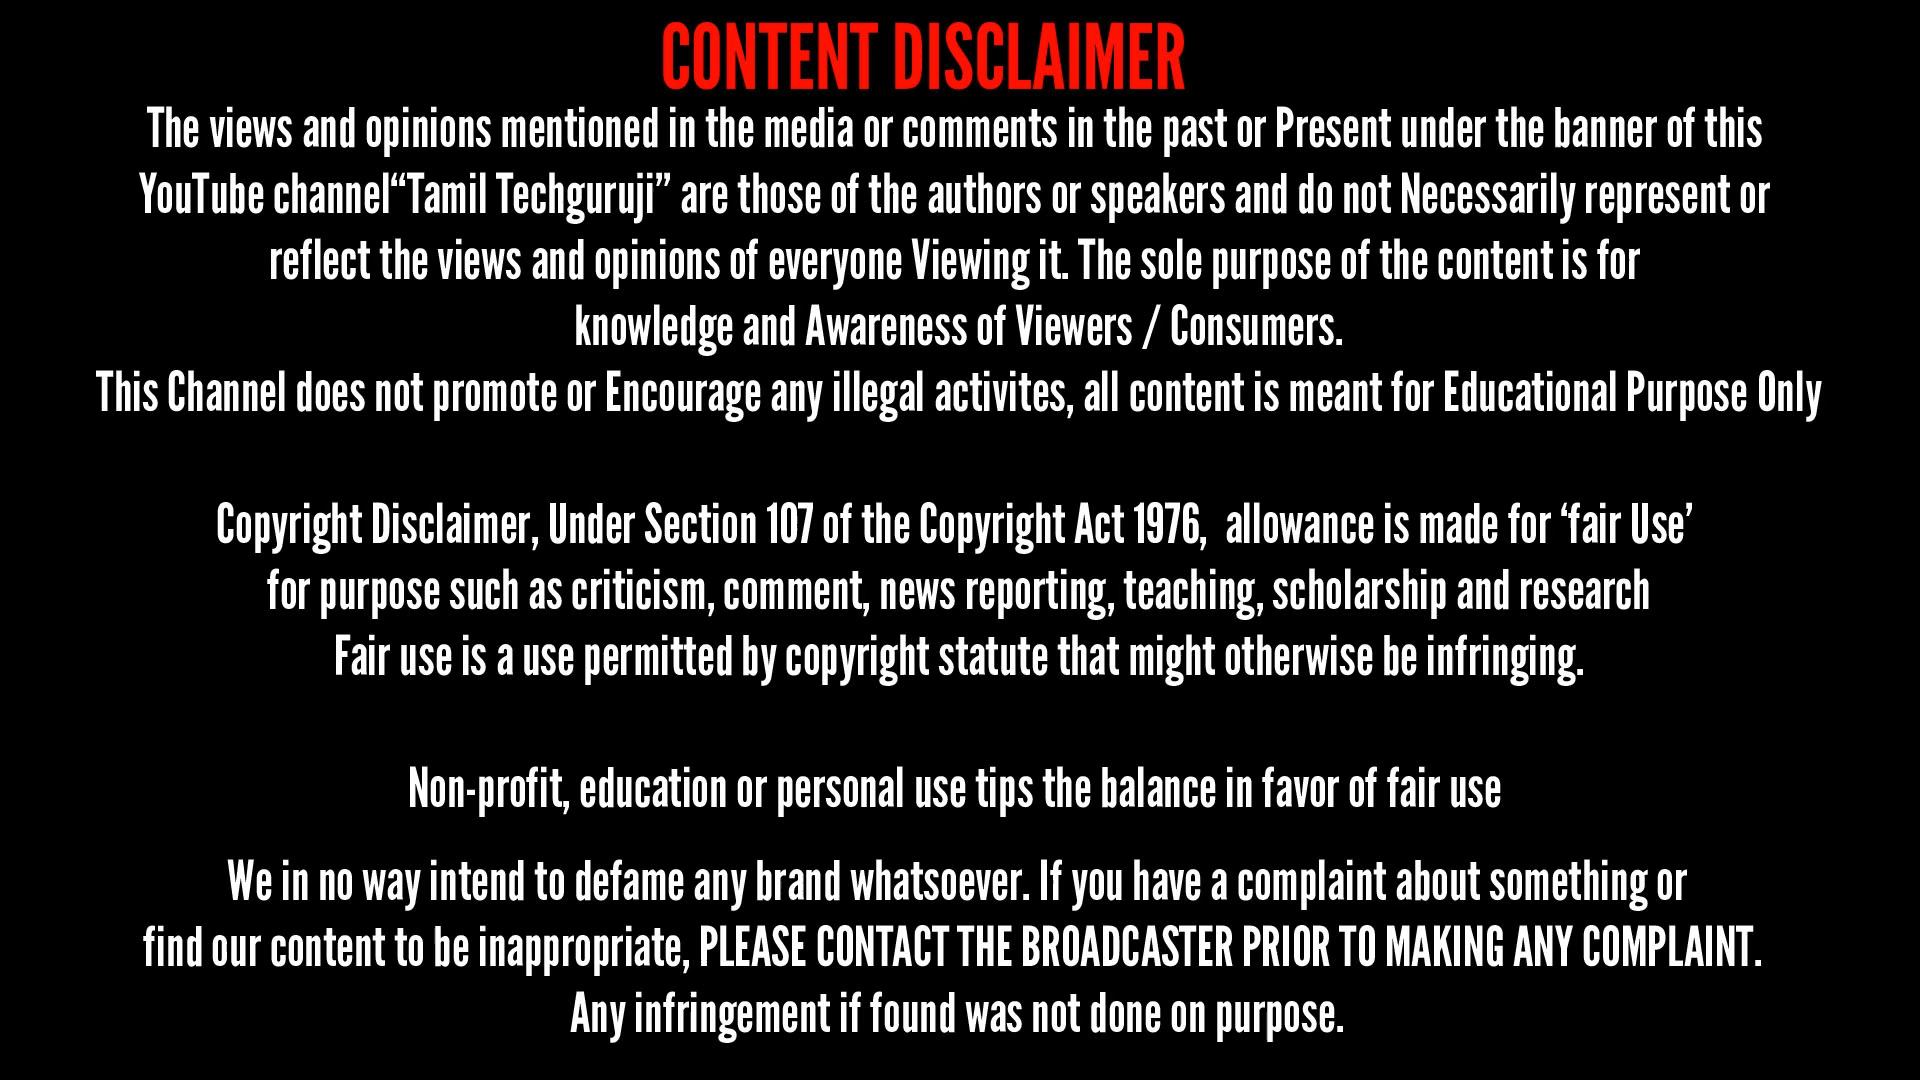 CONTENT DISCLAIMER
The views and opinions mentioned in the media or comments in the past or Present under the banner of this
YouTube channel“Tamil Techguruji” are those of the authors or speakers and do not Necessarily represent or
reflect the views and opinions of everyone Viewing it. The sole purpose of the content is for
knowledge and Awareness of Viewers / Consumers.
This Channel does not promote or Encourage any illegal activites, all content is meant for Educational Purpose Only
Copyright Disclaimer, Under Section 107 of the Copyright Act 1976, allowance is made for ‘fair Use’
for purpose such as criticism, comment, news reporting, teaching, scholarship and research
Fair use is a use permitted by copyright statute that might otherwise be infringing.
Non-profit, education or personal use tips the balance in favor of fair use
We in no way intend to defame any brand whatsoever. If you have a complaint about something or
find our content to be inappropriate, PLEASE CONTACT THE BROADCASTER PRIOR TO MAKING ANY COMPLAINT.
Any infringement if found was not done on purpose.